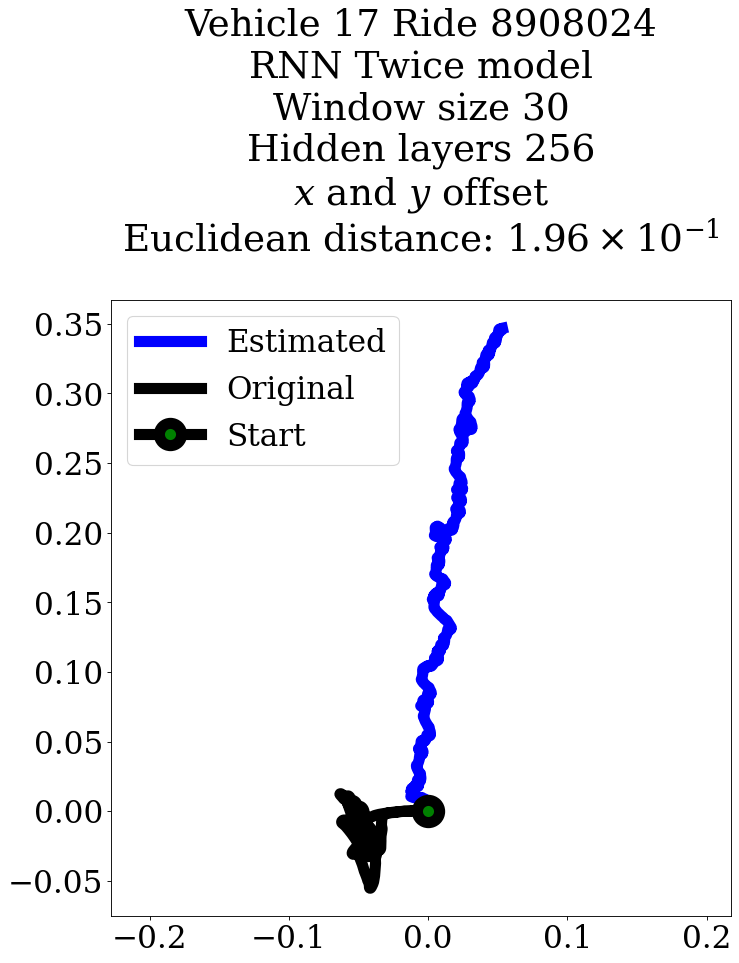 Vehicle 17 Ride 8908024
RNN Twice model
Window size 30
Hidden layers 256
x and y offset
Euclidean distance: 1.96 × 10⁻¹
Estimated
Original
Start
0.35
0.30
0.25
0.20
0.15
0.10
0.05
0.00
−0.05
−0.2 −0.1 0.0 0.1 0.2